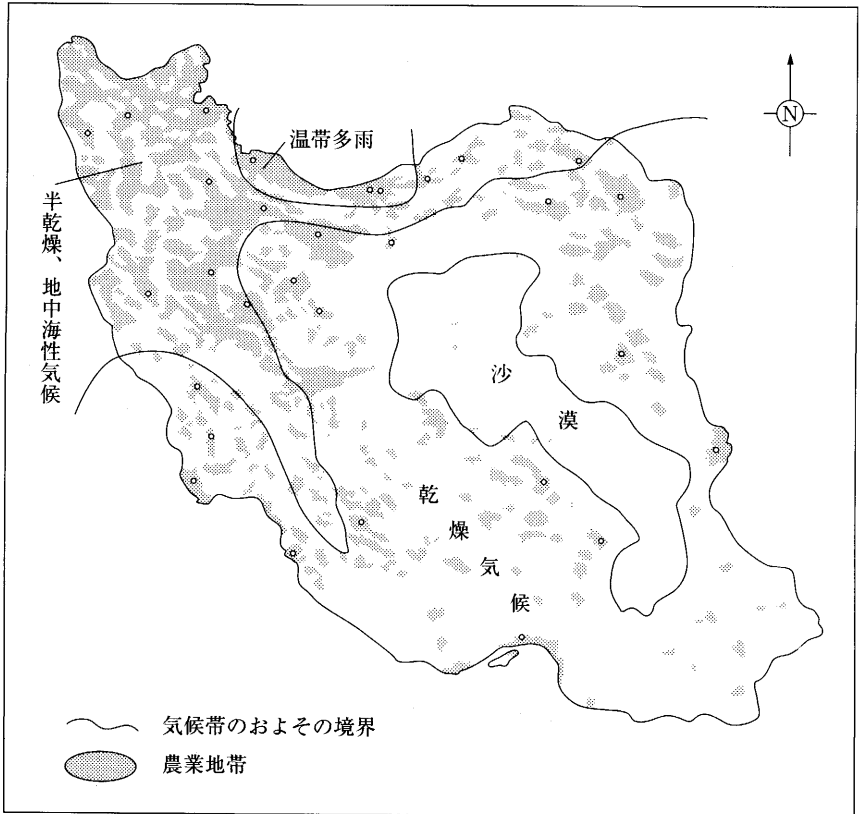 N
温帯多雨
半乾燥、地中海性気候
沙漠
乾燥気候
気候帯のおよその境界
農業地帯